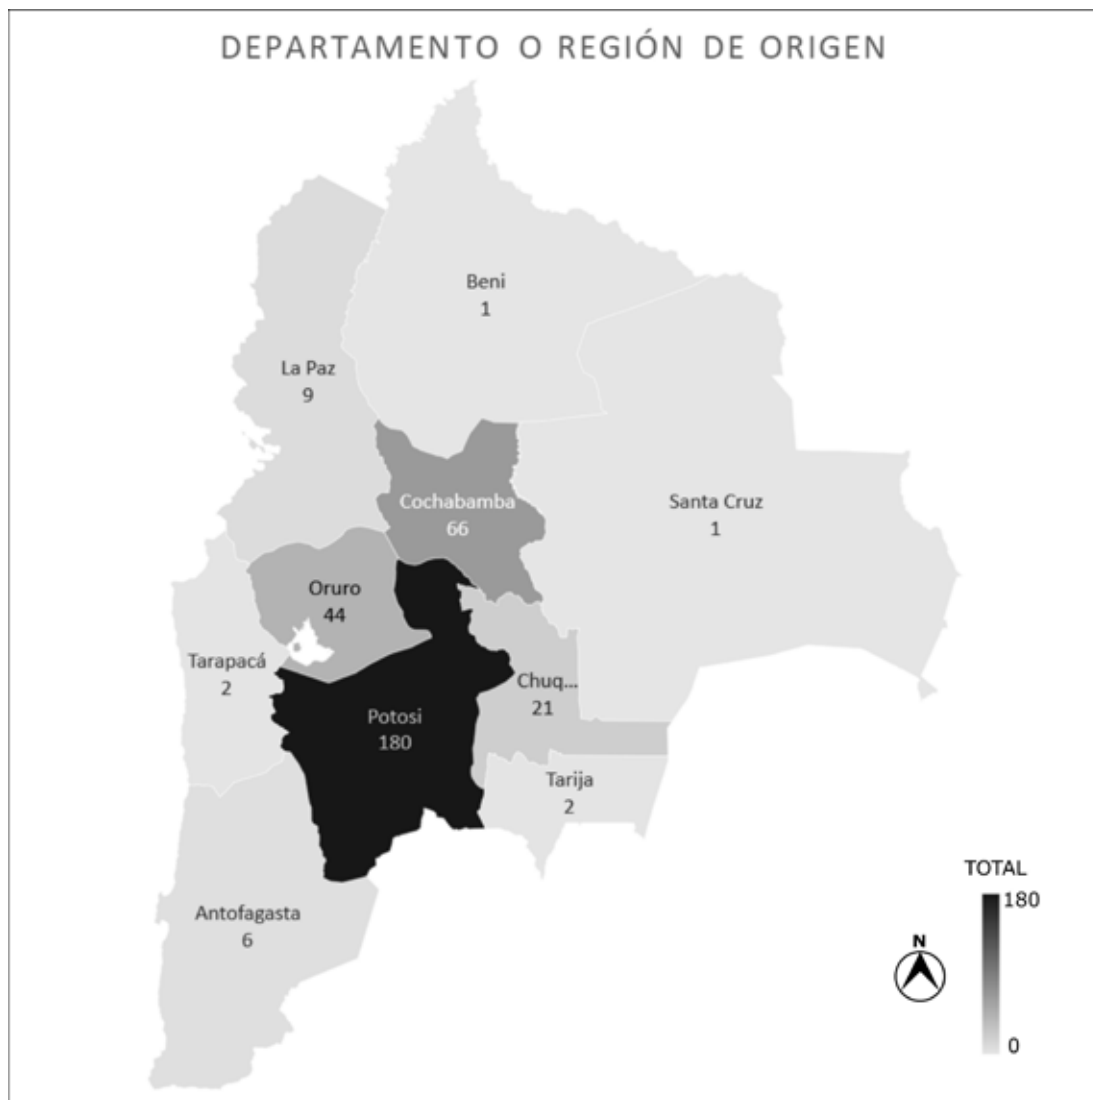 DEPARTAMENTO O REGIÓN DE ORIGEN
Beni
1
La Paz
9
Cochabamba
66
Santa Cruz
1
Oruro
44
Tarapacá
2
Chuq...
21
Potosi
180
Tarija
2
Antofagasta
6
TOTAL
180
0
N